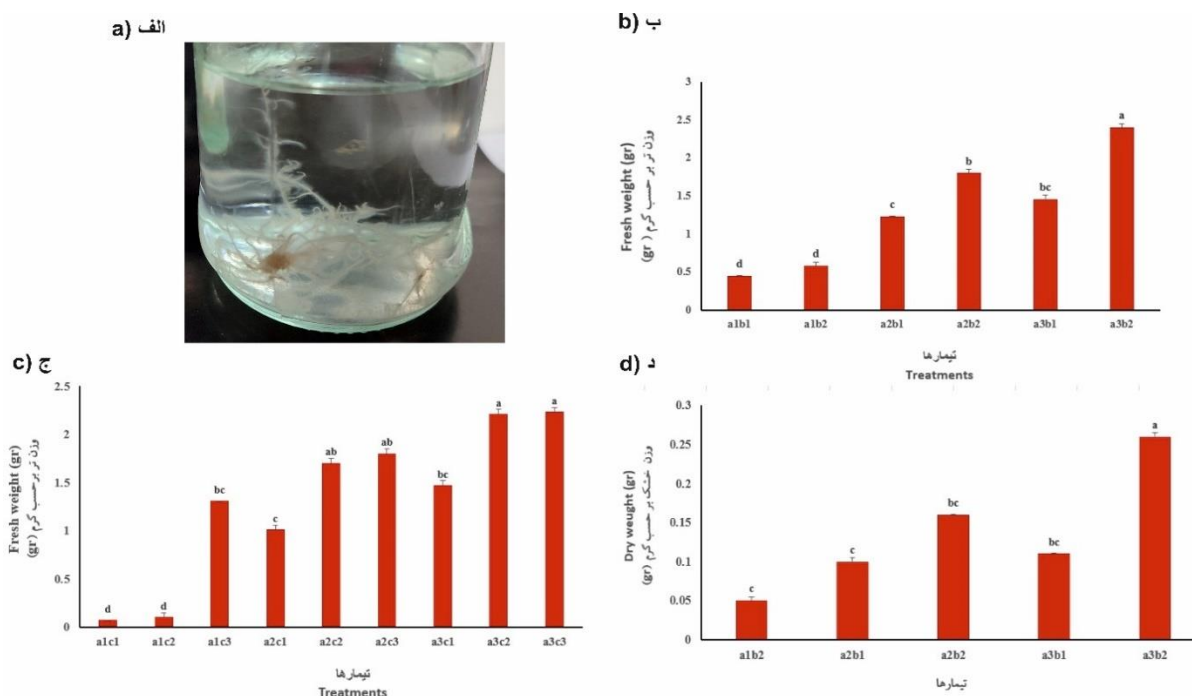 a) الف
b) ب
Fresh weight (gr)
وزن تر بر حسب گرم (
(gr
3
2.5
2
1.5
1
0.5
0
d
d
c
b
bc
a
a1b1 a1b2 a2b1 a2b2 a3b1 a3b2
تیمارها
Treatments
c) ج
Fresh weight (gr)
وزن تر بر حسب گرم (
(gr
2.5
2
1.5
1
0.5
0
d
d
bc
c
ab
ab
bc
a
a
a1c1 a1c2 a1c3 a2c1 a2c2 a2c3 a3c1 a3c2 a3c3
تیمارها
Treatments
d) د
Dry weught (gr)
وزن خشک بر حسب گرم
(gr)
0.3
0.25
0.2
0.15
0.1
0.05
0
c
c
bc
bc
a
a1b2 a2b1 a2b2 a3b1 a3b2
تیمارها